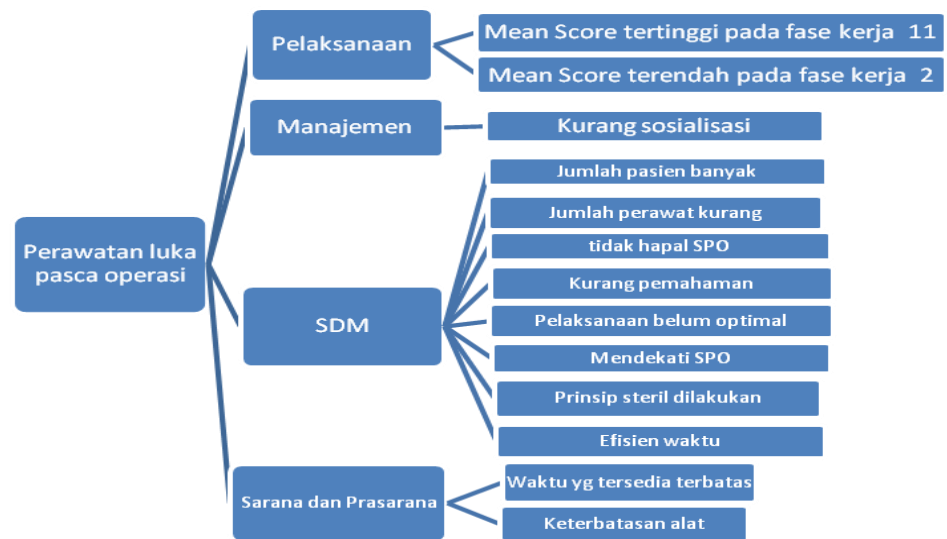 Perawatan luka
pasca operasi
Pelaksanaan
Mean Score tertinggi pada fase kerja 11
Mean Score terendah pada fase kerja 2
Manajemen
Kurang sosialisasi
SDM
Jumlah pasien banyak
Jumlah perawat kurang
tidak hapal SPO
Kurang pemahaman
Pelaksanaan belum optimal
Mendekati SPO
Prinsip steril dilakukan
Efisien waktu
Sarana dan Prasarana
Waktu yg tersedia terbatas
Keterbatasan alat